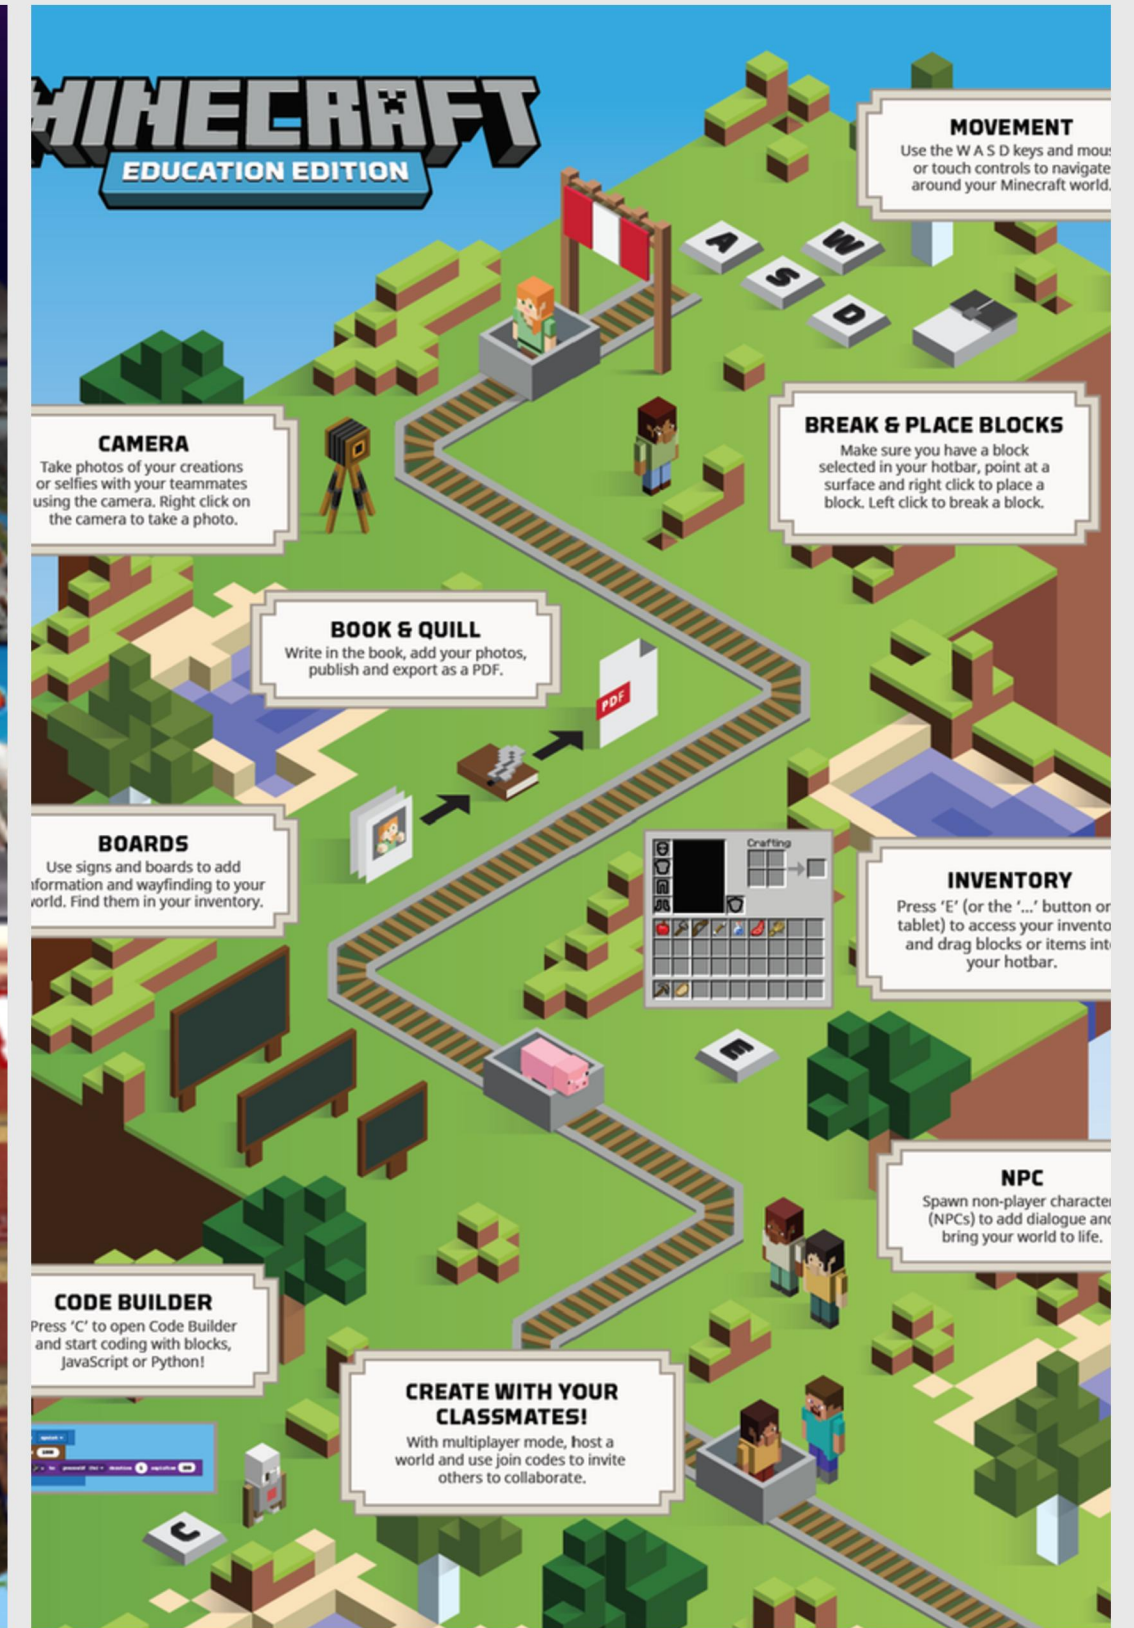 MINECRAFT
EDUCATION EDITION
MOVEMENT
Use the W A S D keys and
or touch controls to navigate
around your Minecraft world.
A
W
S
D
CAMERA
Take photos of your creations
or selfies with your teammates
using the camera. Right click on
the camera to take a photo.
BREAK & PLACE BLOCKS
Make sure you have a block
selected in your hotbar, point at a
surface and right click to place a
block. Left click to break a block.
BOOK & QUILL
Write in the book, add your photos,
publish and export as a PDF.
PDF
BOARDS
Use signs and boards to add
and wayfinding to your
Find them in your inventory.
Crafting
INVENTORY
Press ‘E’ (or the ‘...’ button
tablet) to access your
and drag blocks or items
your hotbar.
E
NPC
Spawn non-player
(NPCs) to add dialogue
bring your world to life.
CODE BUILDER
Press ‘C’ to open Code Builder
and start coding with blocks,
JavaScript or Python!
C
CREATE WITH YOUR
CLASSMATES!
With multiplayer mode, host a
world and use join codes to invite
others to collaborate.